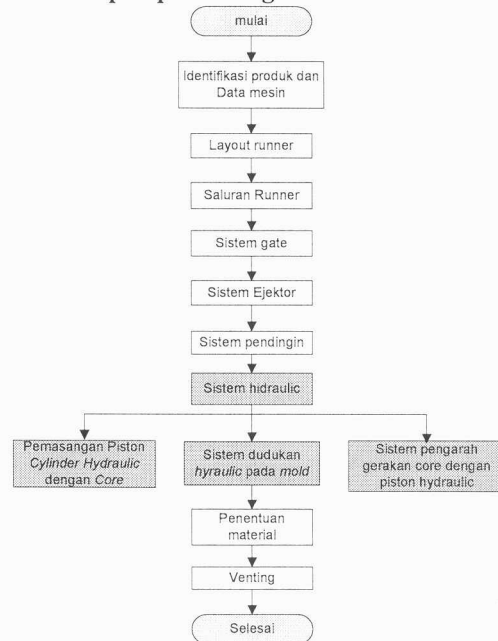 mulai
Identifikasi produk dan
Data mesin
Layout runner
Saluran Runner
Sistem gate
Sistem Ejektor
Sistem pendingin
Sistem hidraulic
Pemasangan Piston
Cylinder Hydraulic
dengan Core
Sistem dudukan
hyraulic pada mold
Sistem pengarah
gerakan core dengan
piston hydraulic
Penentuan
material
Venting
Selesai